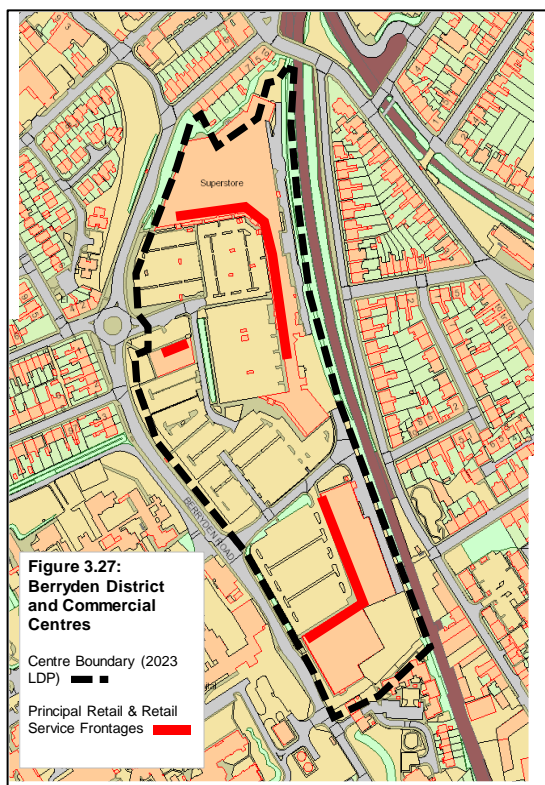 Superstore
BERRYDEN ROAD
Figure 3.27:
Berryden District
and Commercial
Centres
Centre Boundary (2023
LDP)
Principal Retail & Retail
Service Frontages